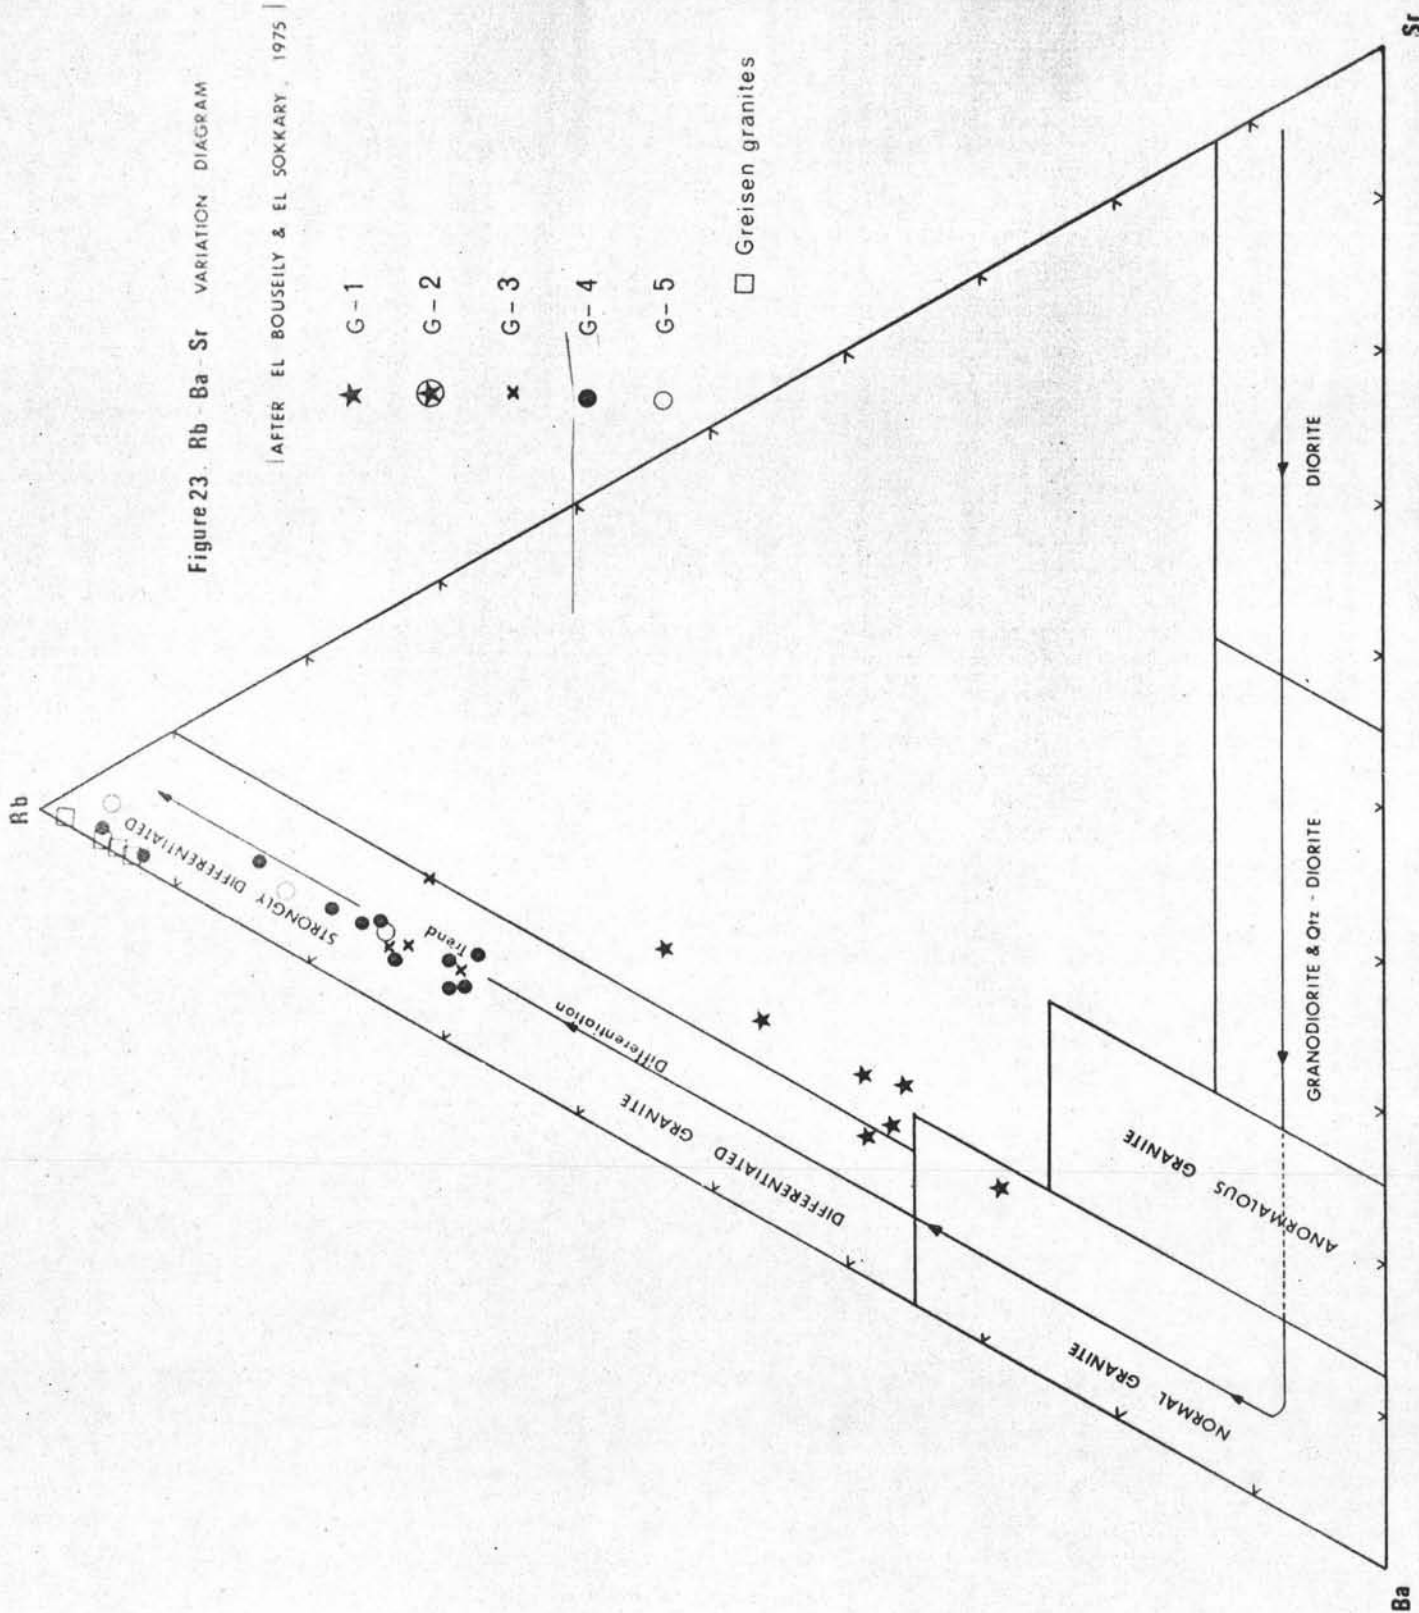 Figure 23. Rb - Ba - Sr VARIATION DIAGRAM
|AFTER EL BOUSEILY & EL SOKKARY, 1975|
G-1
G-2
G-3
G-4
G-5
Greisen granites
Rb
STRONGLY DIFFERENTIATED
Trend
Differentiation
DIFFERENTIATED GRANITE
NORMAL GRANITE
ANORMALOUS GRANITE
GRANODIORITE & Qtz - DIORITE
DIORITE
Ba
Sr